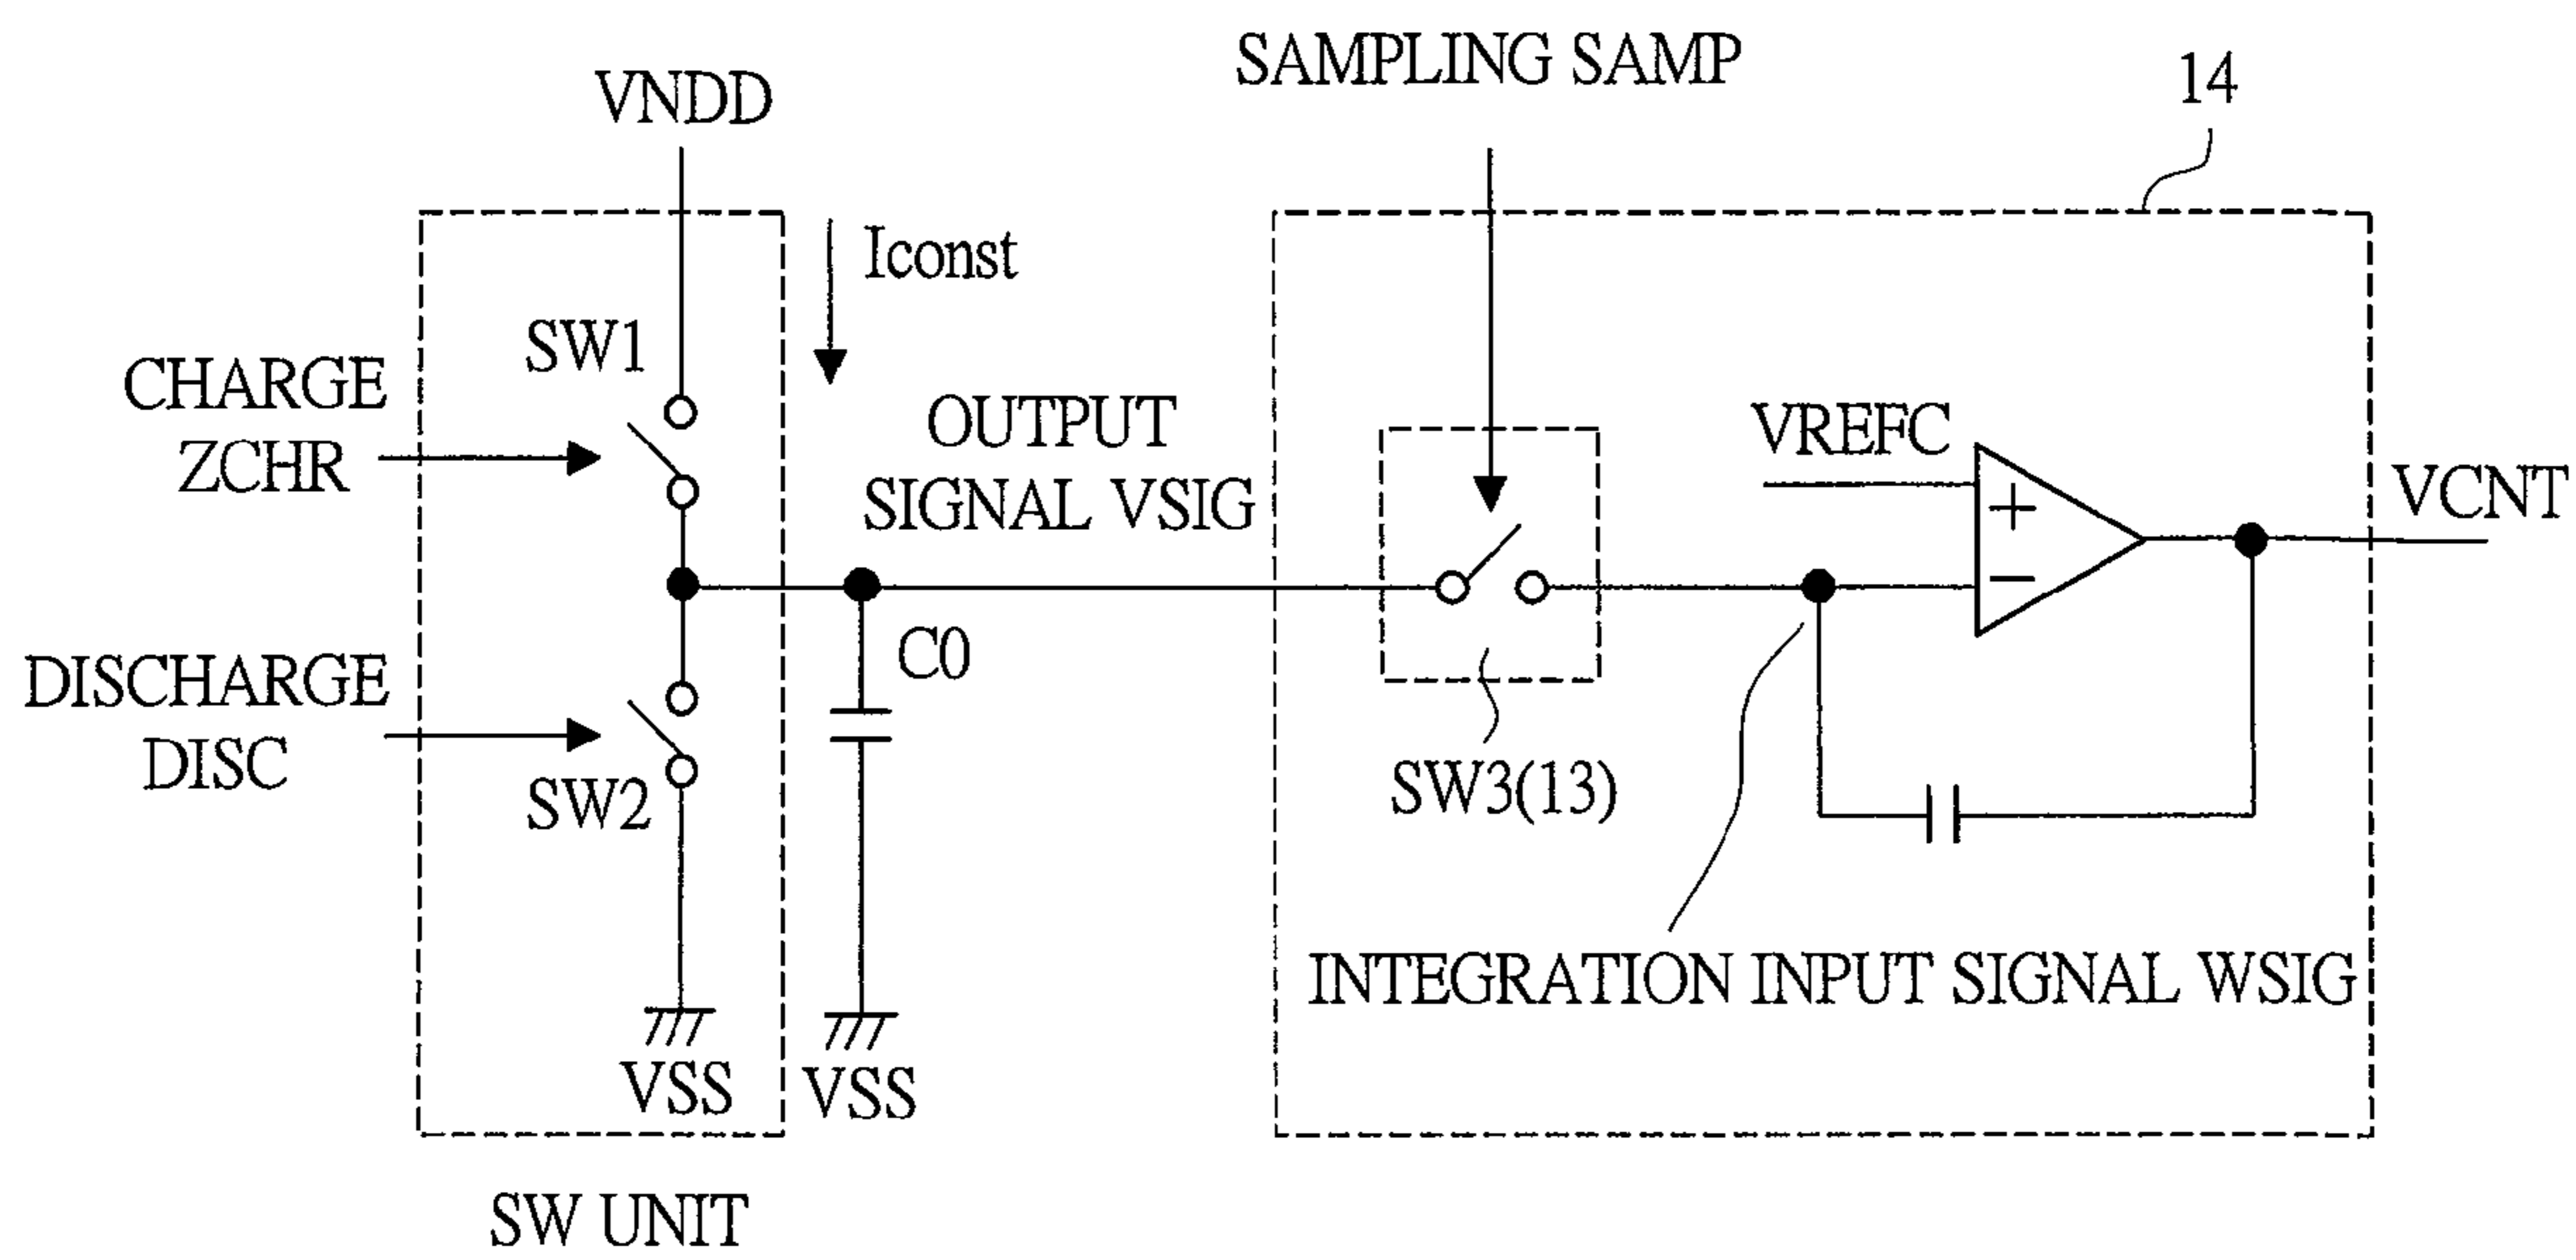 SAMPLING SAMP
14
VNDD
Iconst
SW1
CHARGE
ZCHR
OUTPUT
SIGNAL VSIG
VREFC
+
−
VCNT
DISCHARGE
DISC
SW2
C0
SW3(13)
INTEGRATION INPUT SIGNAL WSIG
VSS
VSS
SW UNIT